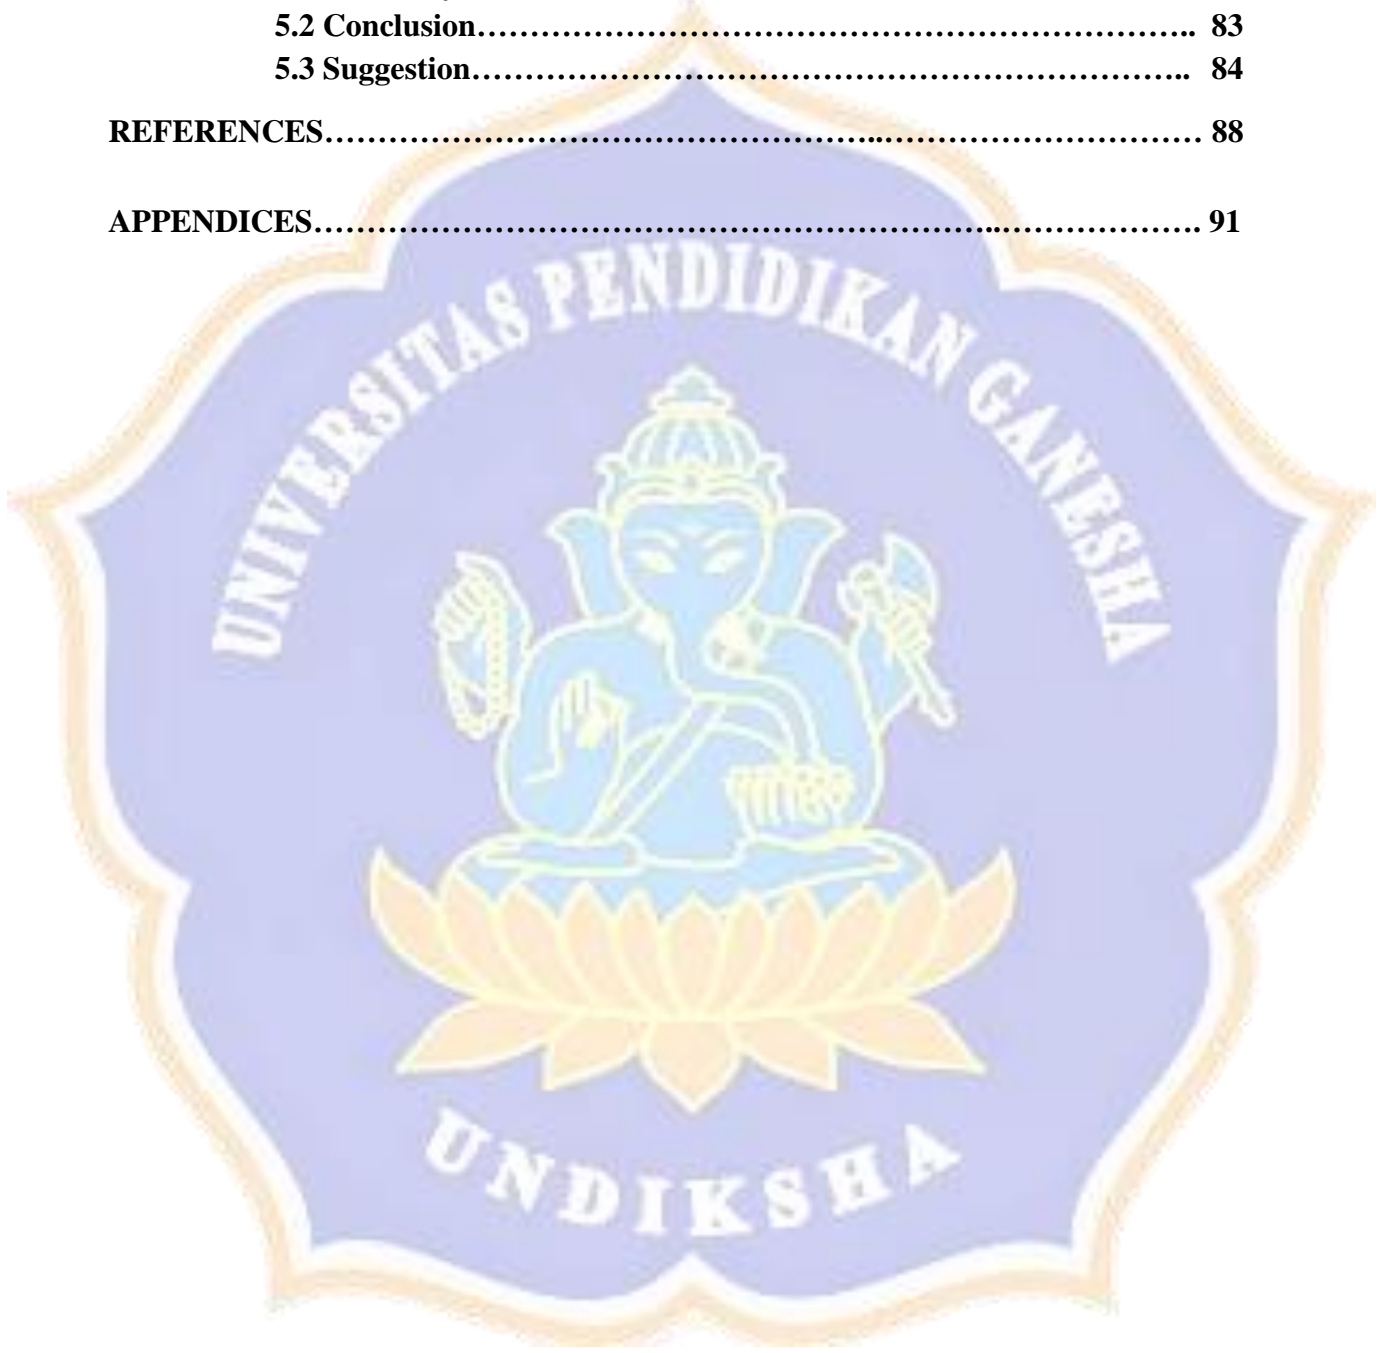 5.2 Conclusion……………………………………………………….. 83
5.3 Suggestion……………………………………………………….. 84
REFERENCES…………………………………………...………………………… 88
APPENDICES……………………………………………………...………………. 91
UNIVERSITAS PENDIDIKAN GANESHA
UNDIKSHA